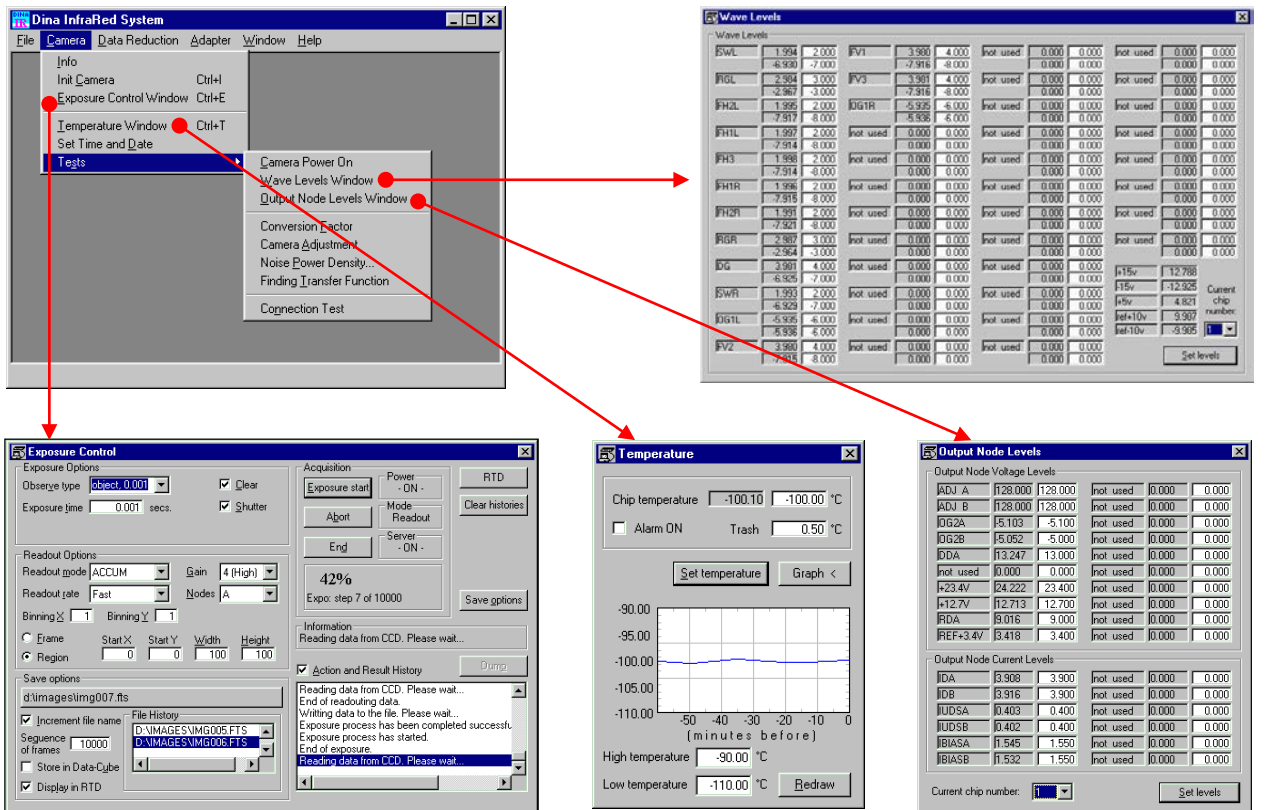 Dina InfraRed System
File Camera Data Reduction Adapter Window Help
Info
Init Camera Ctrl+I
Exposure Control Window Ctrl+E
Temperature Window Ctrl+T
Set Time and Date
Tests
Camera Power On
Wave Levels Window
Output Node Levels Window
Conversion Factor
Camera Adjustment
Noise Power Density...
Finding Transfer Function
Connection Test
Wave Levels
Wave Levels
SWL 1.994 2.000 FV1 3.980 4.000 not used 0.000 0.000 not used 0.000 0.000
-6.930 -7.000 -7.916 -8.000 0.000 0.000 0.000 0.000
RGL 2.984 3.000 FV3 3.981 4.000 not used 0.000 0.000 not used 0.000 0.000
-2.967 -3.000 -7.916 -8.000 0.000 0.000 0.000 0.000
FH2L 1.995 2.000 OG1R -5.935 -6.000 not used 0.000 0.000 not used 0.000 0.000
-7.917 -8.000 -5.936 -6.000 0.000 0.000 0.000 0.000
FH1L 1.997 2.000 not used 0.000 0.000 not used 0.000 0.000 not used 0.000 0.000
-7.914 -8.000 0.000 0.000 0.000 0.000 0.000 0.000
FH3 1.998 2.000 not used 0.000 0.000 not used 0.000 0.000 not used 0.000 0.000
-7.914 -8.000 0.000 0.000 0.000 0.000 0.000 0.000
FH1R 1.996 2.000 not used 0.000 0.000 not used 0.000 0.000 not used 0.000 0.000
-7.915 -8.000 0.000 0.000 0.000 0.000 0.000 0.000
FH2R 1.991 2.000 not used 0.000 0.000 not used 0.000 0.000 not used 0.000 0.000
-7.921 -8.000 0.000 0.000 0.000 0.000 0.000 0.000
RGR 2.987 3.000 not used 0.000 0.000 not used 0.000 0.000 not used 0.000 0.000
-2.964 -3.000 0.000 0.000 0.000 0.000 0.000 0.000
DG 3.981 4.000 not used 0.000 0.000 not used 0.000 0.000 +15v 12.788
-6.925 -7.000 0.000 0.000 0.000 0.000 -15v -12.925 Current
SWR 1.993 2.000 not used 0.000 0.000 not used 0.000 0.000 +5v 4.821 chip
-6.929 -7.000 0.000 0.000 0.000 0.000 ref+10v 9.987 number:
OG1L -5.935 -6.000 not used 0.000 0.000 not used 0.000 0.000 ref-10v -9.985 1
-5.936 -6.000 0.000 0.000 0.000 0.000
FV2 3.980 4.000 not used 0.000 0.000 not used 0.000 0.000 Set levels
-7.915 -8.000 0.000 0.000 0.000 0.000
Exposure Control
Exposure Options
Observe type object, 0.001 Clear
Exposure time 0.001 secs. Shutter
Readout Options
Readout mode ACCUM Gain 4 (High)
Readout rate Fast Nodes A
Binning X 1 Binning Y 1
Frame Start X Start Y Width Height
Region 0 0 100 100
Save options
d:\images\img007.fts
Increment file name File History
Seguence of frames 10000 D:\IMAGES\IMG005.FTS
D:\IMAGES\IMG006.FTS
Store in Data-Cube
Display in RTD
Acquisition
Exposure start Power - ON -
Abort Mode Readout
End Server - ON -
42%
Expo: step 7 of 10000
RTD
Clear histories
Save options
Information
Reading data from CCD. Please wait...
Action and Result History Dump
Reading data from CCD. Please wait...
End of readouting data.
Writting data to the file. Please wait...
Exposure process has been completed successfu
Exposure process has started.
End of exposure.
Reading data from CCD. Please wait...
Temperature
Chip temperature -100.10 -100.00 °C
Alarm ON Trash 0.50 °C
Set temperature Graph <
-90.00
-95.00
-100.00
-105.00
-110.00
-50 -40 -30 -20 -10 0
(minutes before)
High temperature -90.00 °C
Low temperature -110.00 °C Redraw
Output Node Levels
Output Node Voltage Levels
ADJ A 128.000 128.000 not used 0.000 0.000
ADJ B 128.000 128.000 not used 0.000 0.000
OG2A -5.103 -5.100 not used 0.000 0.000
OG2B -5.052 -5.000 not used 0.000 0.000
DDA 13.247 13.000 not used 0.000 0.000
not used 0.000 0.000 not used 0.000 0.000
+23.4V 24.222 23.400 not used 0.000 0.000
+12.7V 12.713 12.700 not used 0.000 0.000
RDA 9.016 9.000 not used 0.000 0.000
REF+3.4V 3.418 3.400 not used 0.000 0.000
Output Node Current Levels
IDA 3.908 3.900 not used 0.000 0.000
IDB 3.916 3.900 not used 0.000 0.000
IUDSA 0.403 0.400 not used 0.000 0.000
IUDSB 0.402 0.400 not used 0.000 0.000
IBIASA 1.545 1.550 not used 0.000 0.000
IBIASB 1.532 1.550 not used 0.000 0.000
Current chip number: 1 Set levels